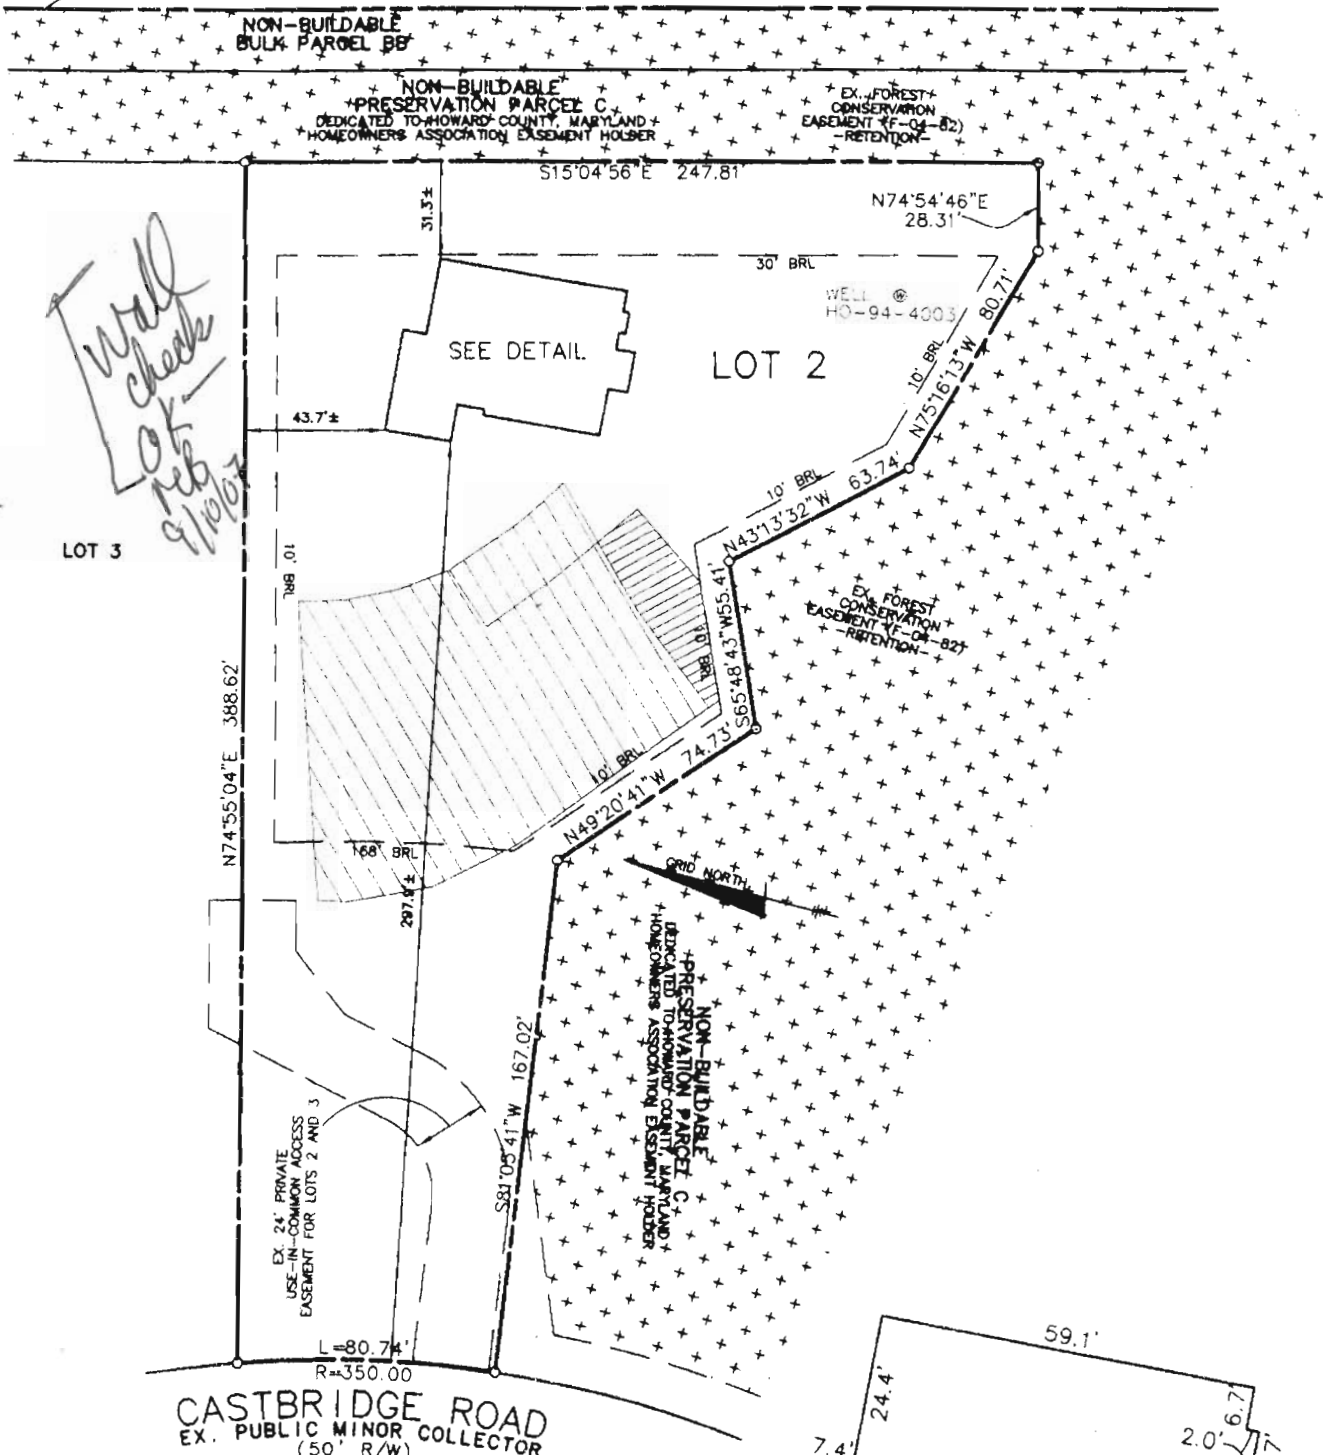 NON-BUILDABLE
BULK PARCEL BB
NON-BUILDABLE
PRESERVATION PARCEL C
DEDICATED TO HOWARD COUNTY, MARYLAND
HOMEOWNERS ASSOCIATION EASEMENT HOLDER
EX. FOREST
CONSERVATION
EASEMENT (F-04-82)
-RETENTION-
S15°04'56"E 247.81'
N74°54'46"E
28.31'
31.3'±
30' BRL
WELL
HO-94-4003
80.71'
N75°16'13"W
10' BRL
SEE DETAIL
LOT 2
Wall
check
OK-
9/10/07
43.7'±
LOT 3
10' BRL
63.74'
N43°13'32"W
10' BRL
S65°48'43"W 55.41'
10' BRL
EX. FOREST
CONSERVATION
EASEMENT (F-04-82)
-RETENTION-
N74°55'04"E 388.62'
10' BRL
N49°20'41"W 74.73'
168' BRL
297.9'±
GRID NORTH
NON-BUILDABLE
PRESERVATION PARCEL C
DEDICATED TO HOWARD COUNTY, MARYLAND
HOMEOWNERS ASSOCIATION EASEMENT HOLDER
S81°05'41"W 167.02'
EX. 24' PRIVATE
USE-IN-COMMON ACCESS
EASEMENT FOR LOTS 2 AND 3
L=80.74'
R=350.00
CASTBRIDGE ROAD
EX. PUBLIC MINOR COLLECTOR
(50' R/W)
59.1'
24.4'
6.7'
2.0'
7.4'